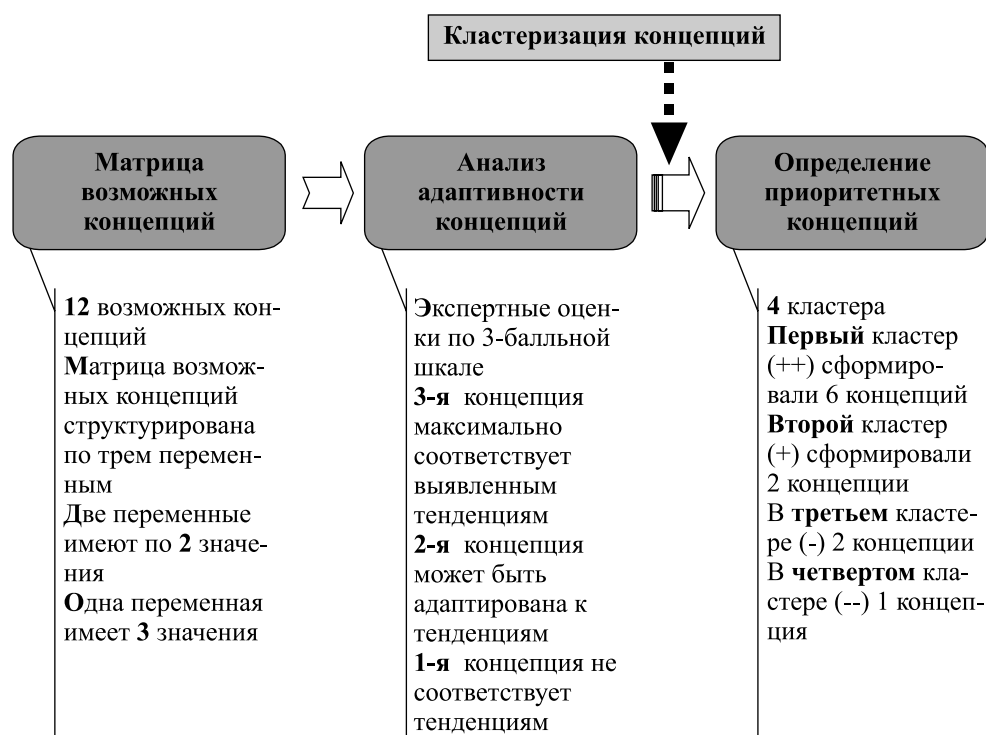 Кластеризация концепций
Матрица
возможных
концепций
Анализ
адаптивности
концепций
Определение
приоритетных
концепций
12 возможных кон-
цепций
Матрица возмож-
ных концепций
структурирована
по трем перемен-
ным
Две переменные
имеют по 2 значе-
ния
Одна переменная
имеет 3 значения
Экспертные оцен-
ки по 3-балльной
шкале
3-я концепция
максимально
соответствует
выявленным
тенденциям
2-я концепция
может быть
адаптирована к
тенденциям
1-я концепция не
соответствует
тенденциям
4 кластера
Первый кластер
(++) сформиро-
вали 6 концепций
Второй кластер
(+) сформировали
2 концепции
В третьем класте-
ре (-) 2 концепции
В четвертом кла-
стере (--) 1 концеп-
ция